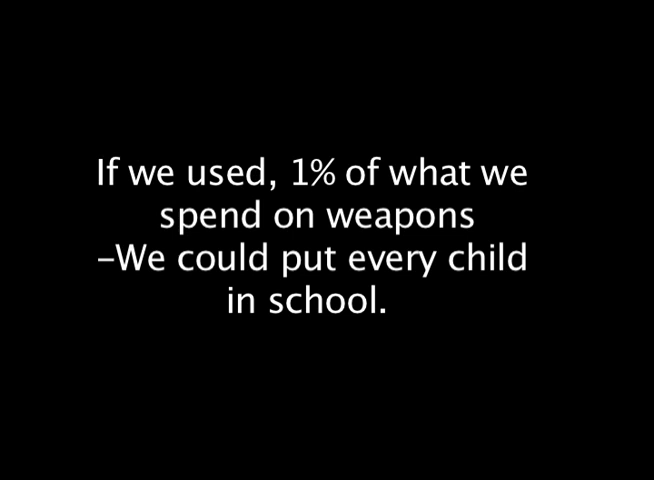 If we used, 1% of what we
spend on weapons
–We could put every child
in school.